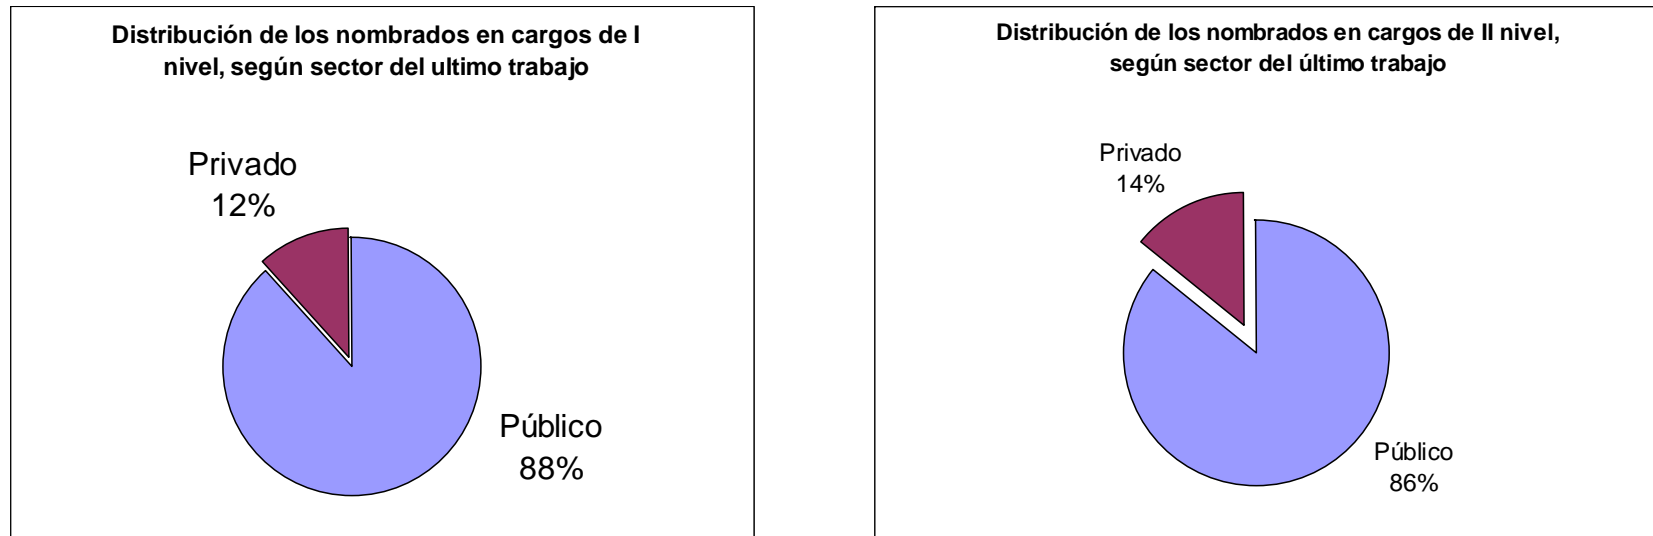 Distribución de los nombrados en cargos de I
nivel, según sector del ultimo trabajo
Privado
12%
Público
88%
Distribución de los nombrados en cargos de II nivel,
según sector del último trabajo
Privado
14%
Público
86%